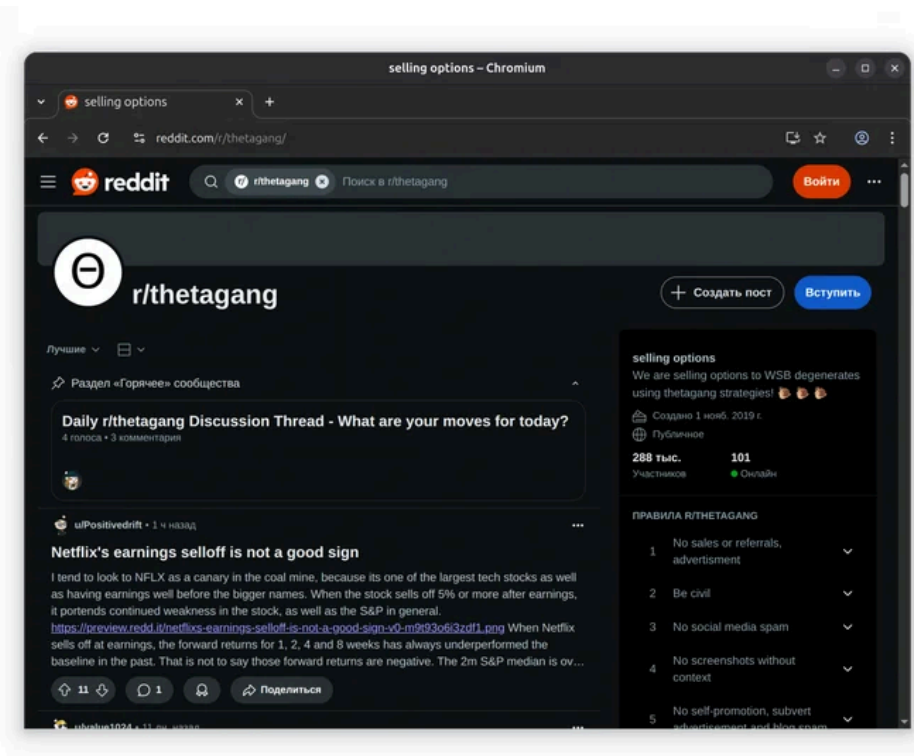 selling options – Chromium
selling options
reddit.com/r/thetagang/
reddit
r/thetagang
Поиск в r/thetagang
Войти
Θ
r/thetagang
Создать пост
Вступить
Лучшие
Раздел «Горячее» сообщества
Daily r/thetagang Discussion Thread - What are your moves for today?
4 голоса • 3 комментария
u/Positivedrift • 1 ч назад
Netflix's earnings selloff is not a good sign
I tend to look to NFLX as a canary in the coal mine, because its one of the largest tech stocks as well
as having earnings well before the bigger names. When the stock sells off 5% or more after earnings,
it portends continued weakness in the stock, as well as the S&P in general.
https://preview.redd.it/netflixs-earnings-selloff-is-not-a-good-sign-v0-m9t93o6i3zdf1.png When Netflix
sells off at earnings, the forward returns for 1, 2, 4 and 8 weeks has always underperformed the
baseline in the past. That is not to say those forward returns are negative. The 2m S&P median is ov…
11
1
Поделиться
u/value1024 • 11 дн. назад
selling options
We are selling options to WSB degenerates
using thetagang strategies!
Создано 1 нояб. 2019 г.
Публичное
288 тыс.
101
Участников
Онлайн
ПРАВИЛА R/THETAGANG
1
No sales or referrals,
advertisment
2
Be civil
3
No social media spam
4
No screenshots without
context
5
No self-promotion, subvert
advertisement and blog spam